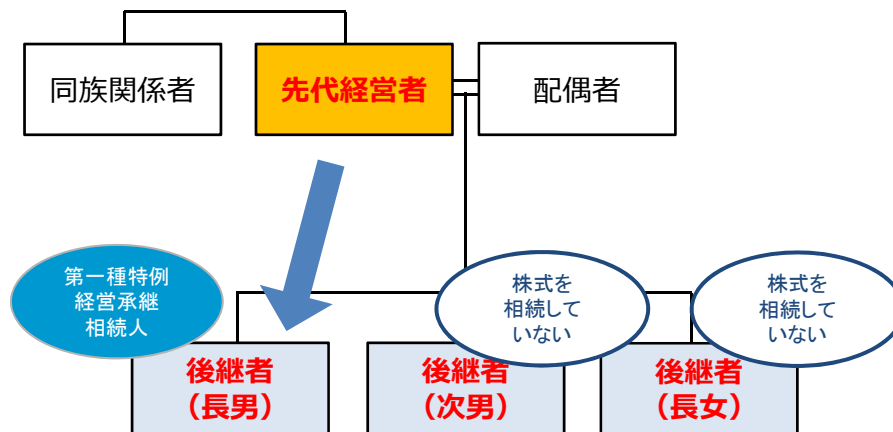 同族関係者
先代経営者
配偶者
第一種特例
経営承継
相続人
株式を
相続して
いない
株式を
相続して
いない
後継者
（長男）
後継者
（次男）
後継者
（長女）